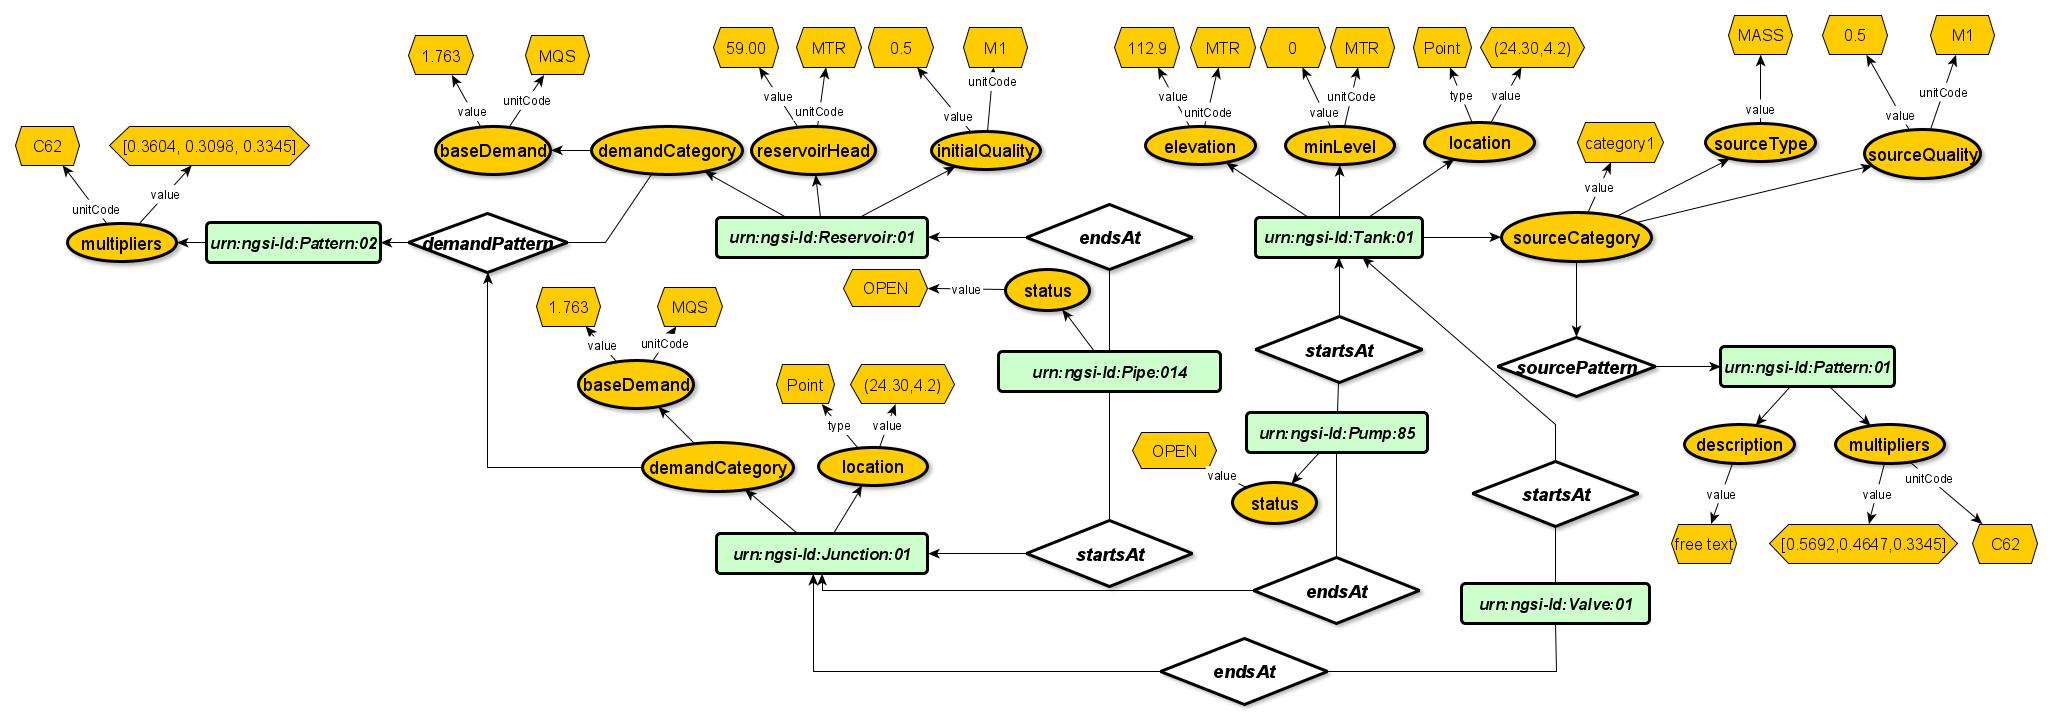 1.763
MQS
59.00
MTR
0.5
M1
112.9
MTR
0
MTR
Point
(24.30,4.2)
MASS
0.5
M1
value
unitCode
value
unitCode
value
unitCode
value
unitCode
value
unitCode
type
value
value
value
unitCode
C62
[0.3604, 0.3098, 0.3345]
baseDemand
demandCategory
reservoirHead
initialQuality
elevation
minLevel
location
category1
sourceType
sourceQuality
unitCode
value
value
multipliers
urn:ngsi-ld:Pattern:02
demandPattern
urn:ngsi-ld:Reservoir:01
endsAt
urn:ngsi-ld:Tank:01
sourceCategory
OPEN
value
status
1.763
MQS
value
unitCode
baseDemand
Point
(24.30,4.2)
type
value
urn:ngsi-ld:Pipe:014
startsAt
sourcePattern
urn:ngsi-ld:Pattern:01
demandCategory
location
OPEN
value
status
urn:ngsi-ld:Pump:85
startsAt
description
multipliers
value
value
unitCode
free text
[0.5692,0.4647,0.3345]
C62
urn:ngsi-ld:Junction:01
startsAt
endsAt
urn:ngsi-ld:Valve:01
endsAt